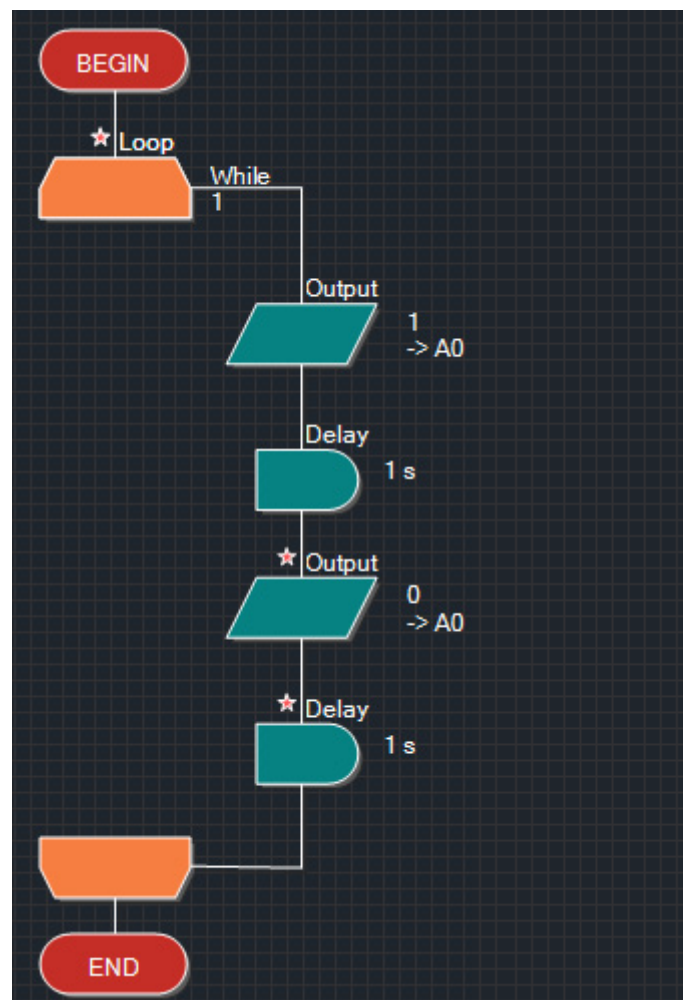 BEGIN
Loop
While
1
Output
1
-> A0
Delay
1 s
Output
0
-> A0
Delay
1 s
END